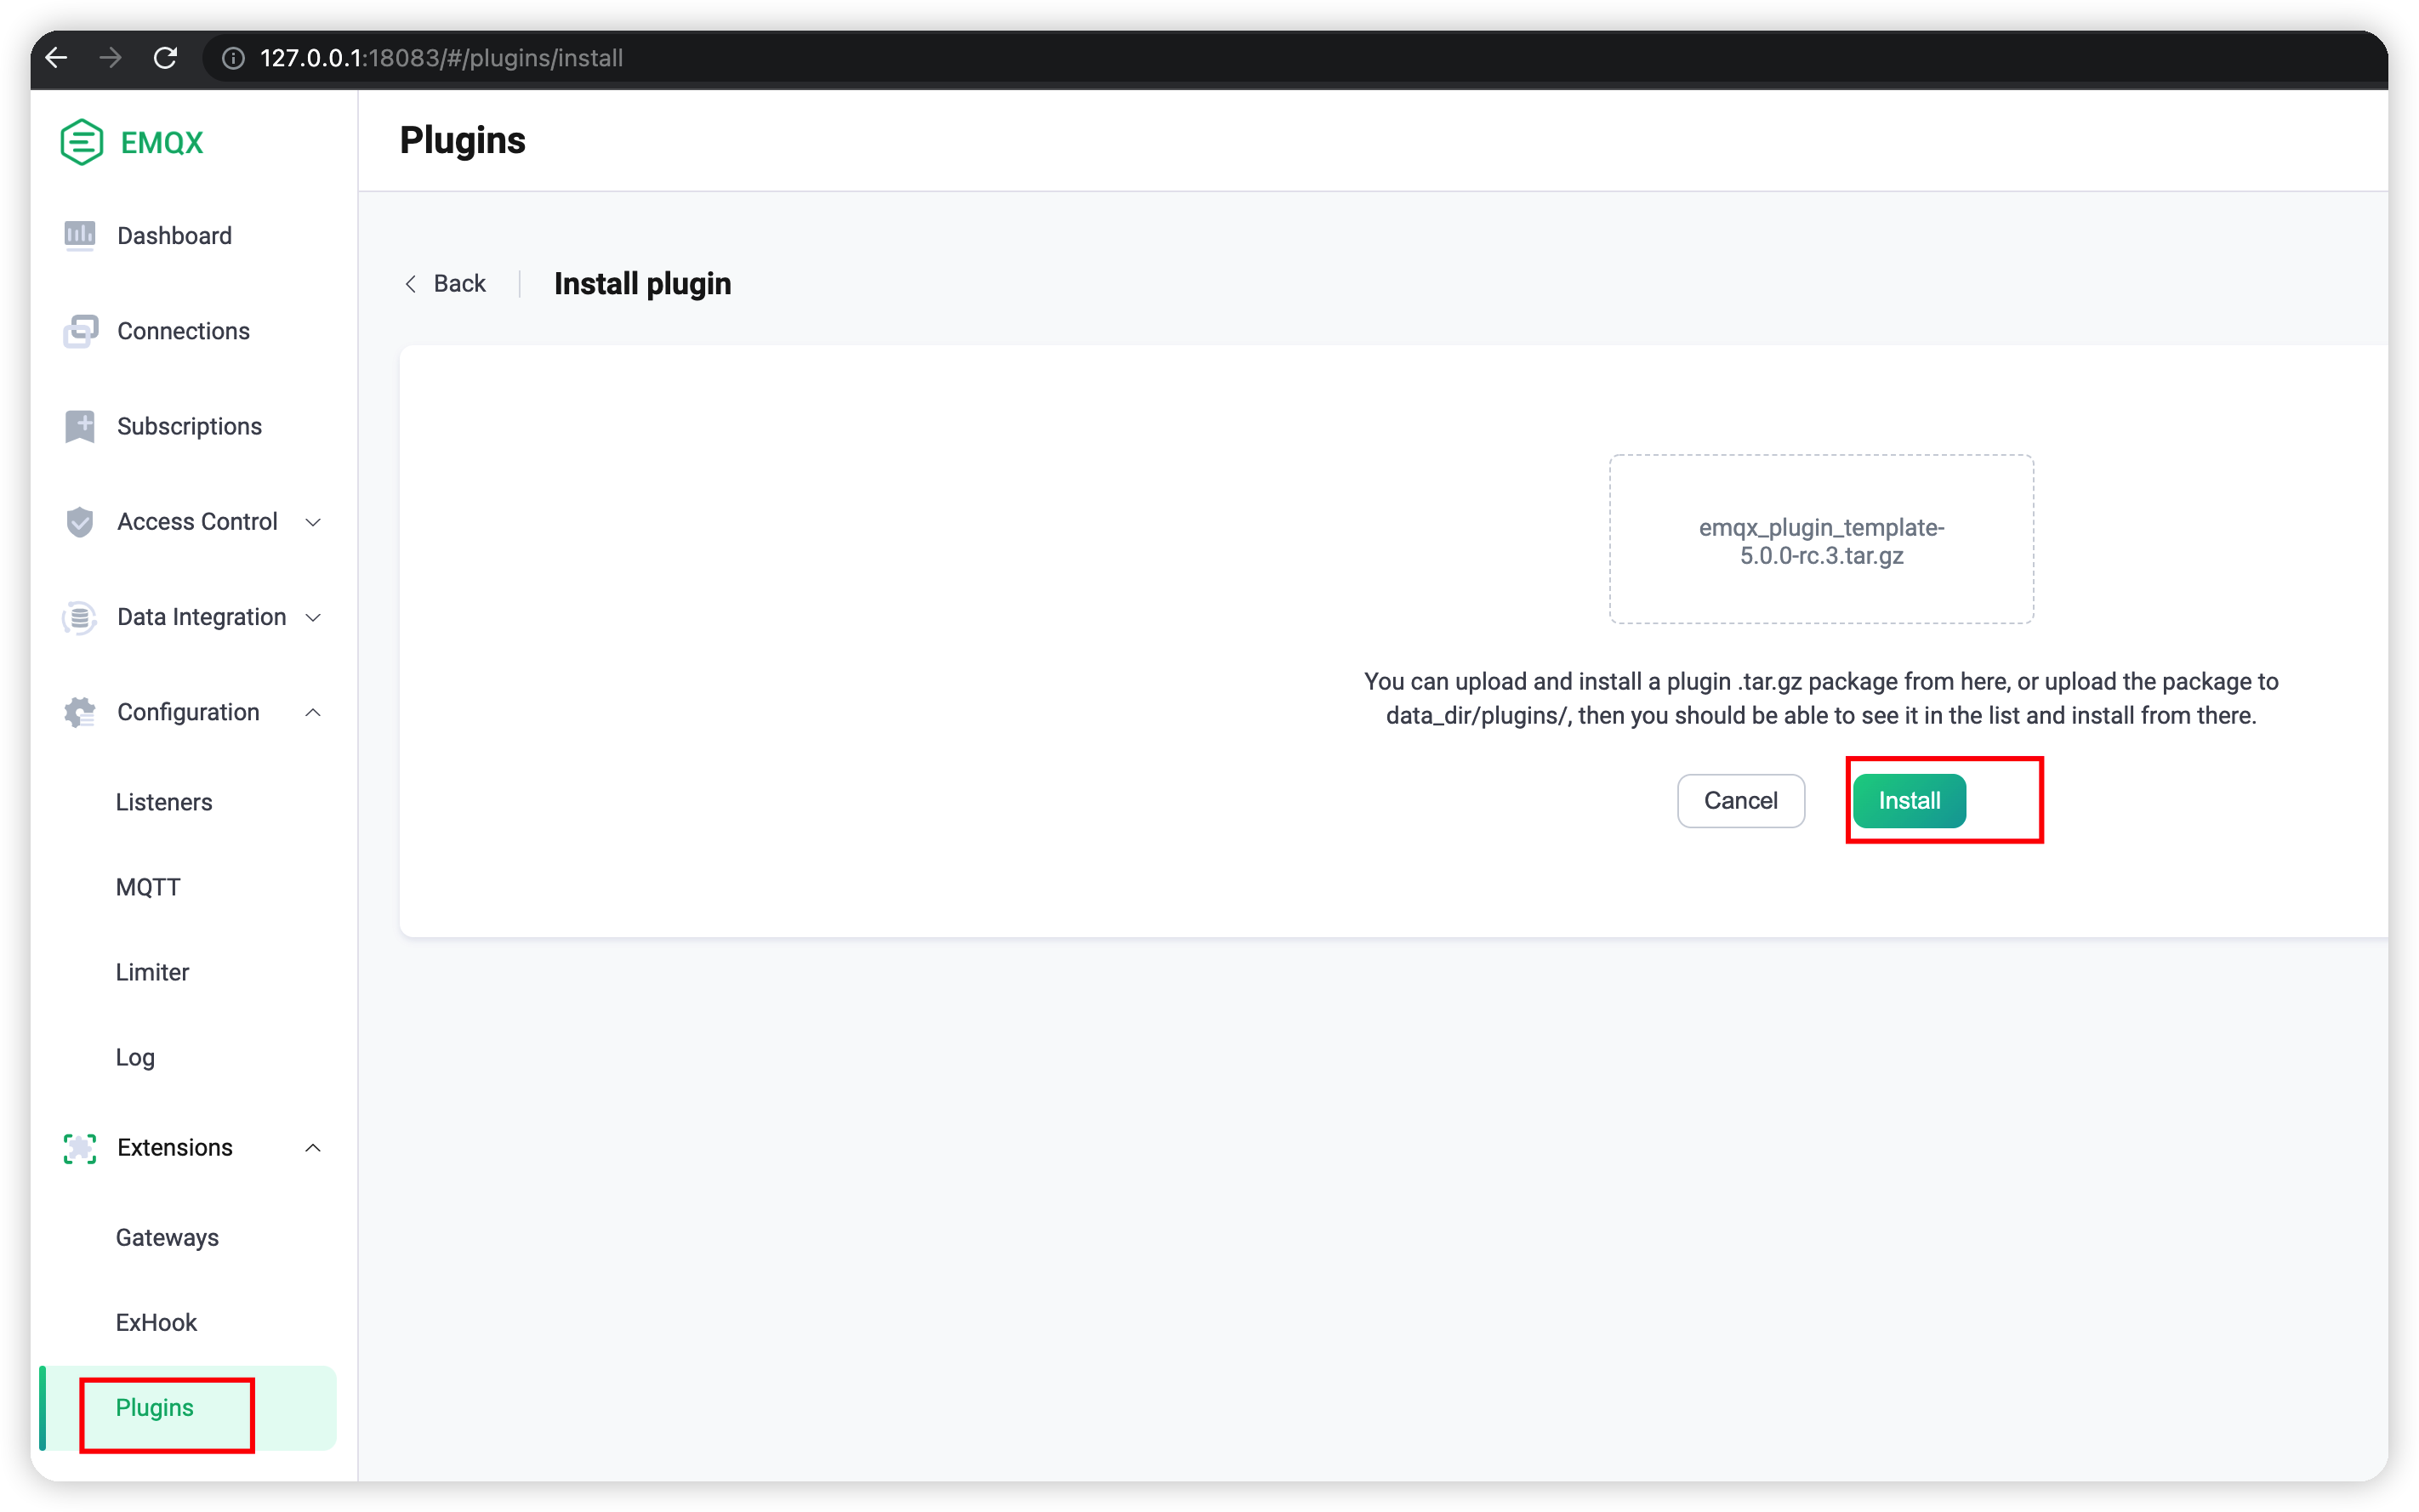 127.0.0.1:18083/#/plugins/install
EMQX
Dashboard
Connections
Subscriptions
Access Control
Data Integration
Configuration
Listeners
MQTT
Limiter
Log
Extensions
Gateways
ExHook
Plugins
Plugins
Back
Install plugin
emqx_plugin_template-
5.0.0-rc.3.tar.gz
You can upload and install a plugin .tar.gz package from here, or upload the package to
data_dir/plugins/, then you should be able to see it in the list and install from there.
Cancel
Install